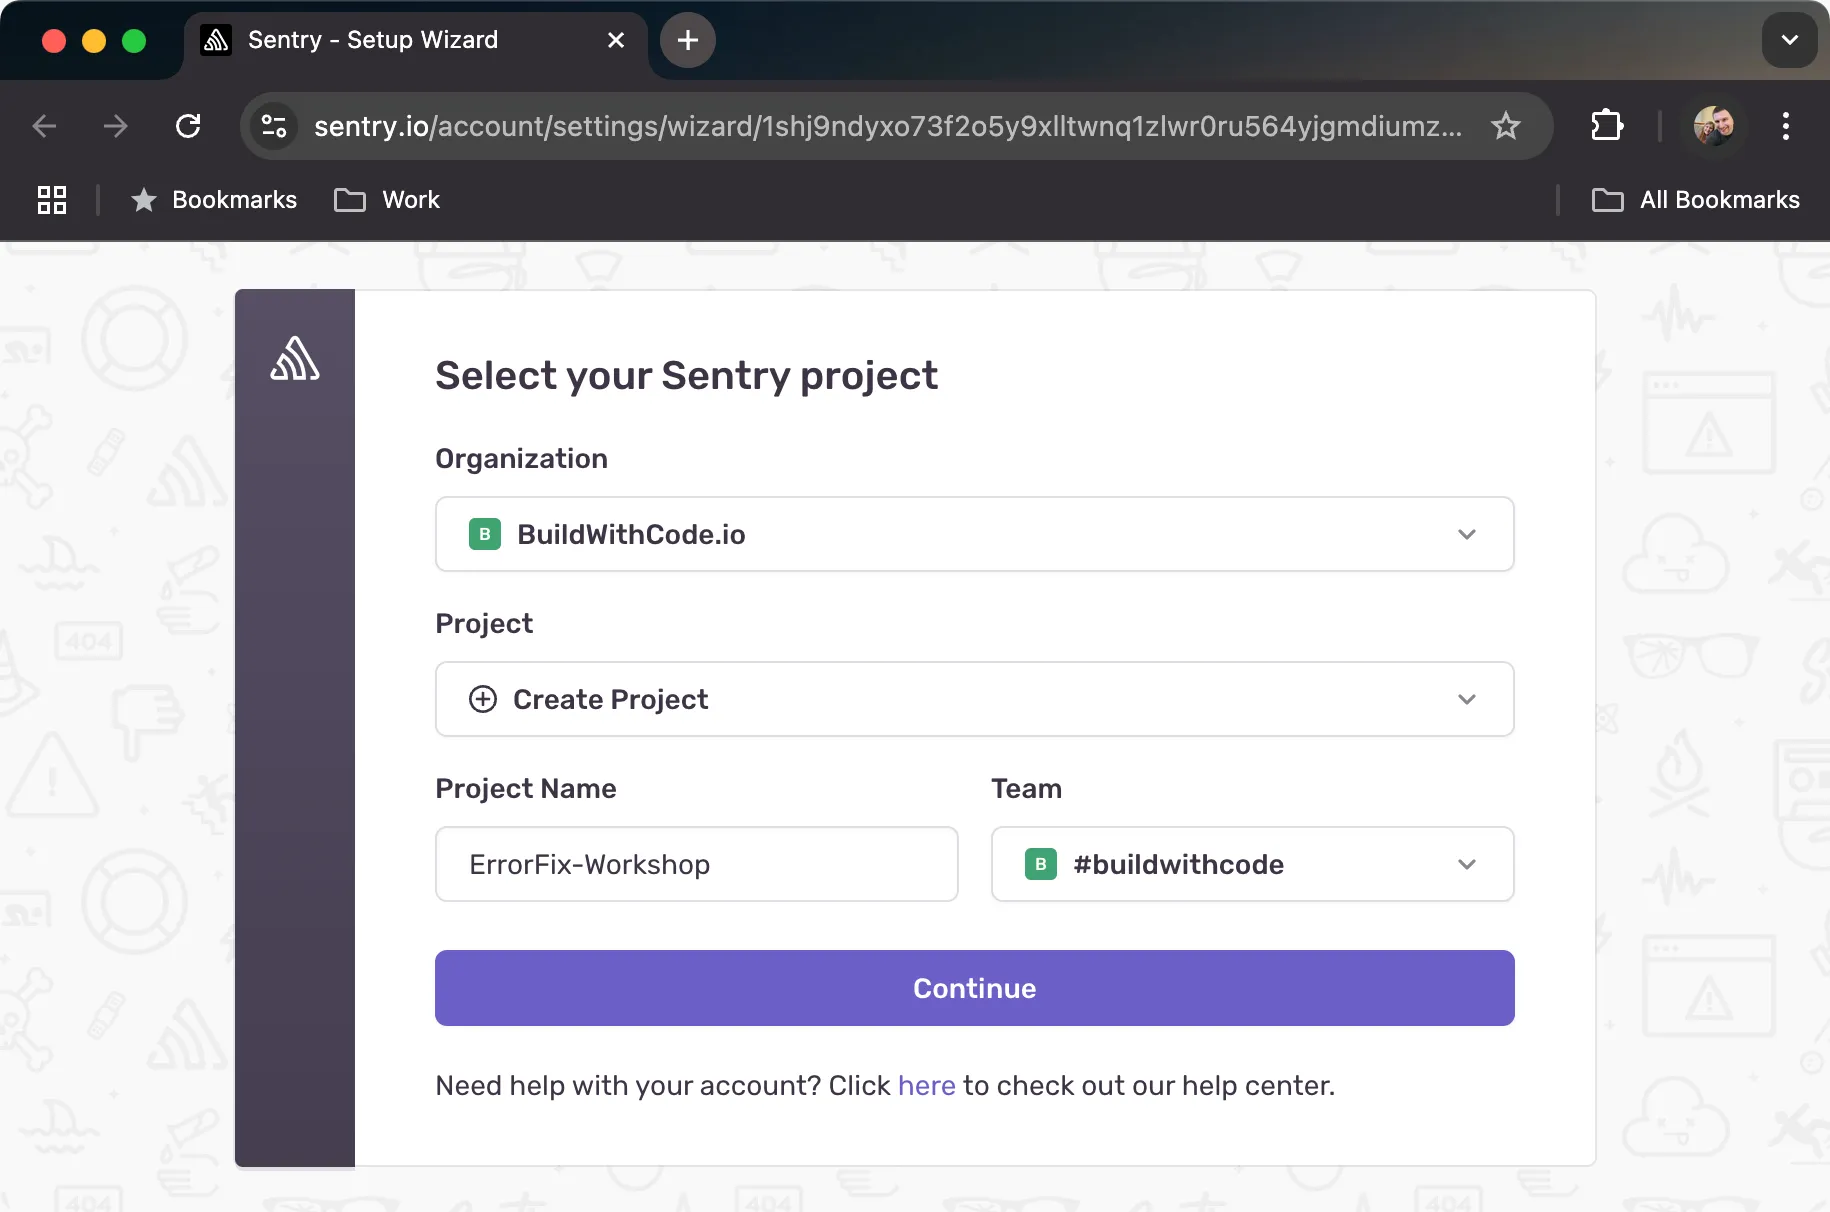 Sentry - Setup Wizard
sentry.io/account/settings/wizard/1shj9ndyxo73f2o5y9xlltwnq1zlwr0ru564yjgmdiumz...
Bookmarks
Work
All Bookmarks
Select your Sentry project
Organization
B BuildWithCode.io
Project
Create Project
Project Name
Team
ErrorFix-Workshop
B #buildwithcode
Continue
Need help with your account? Click here to check out our help center.
404
404
404
404